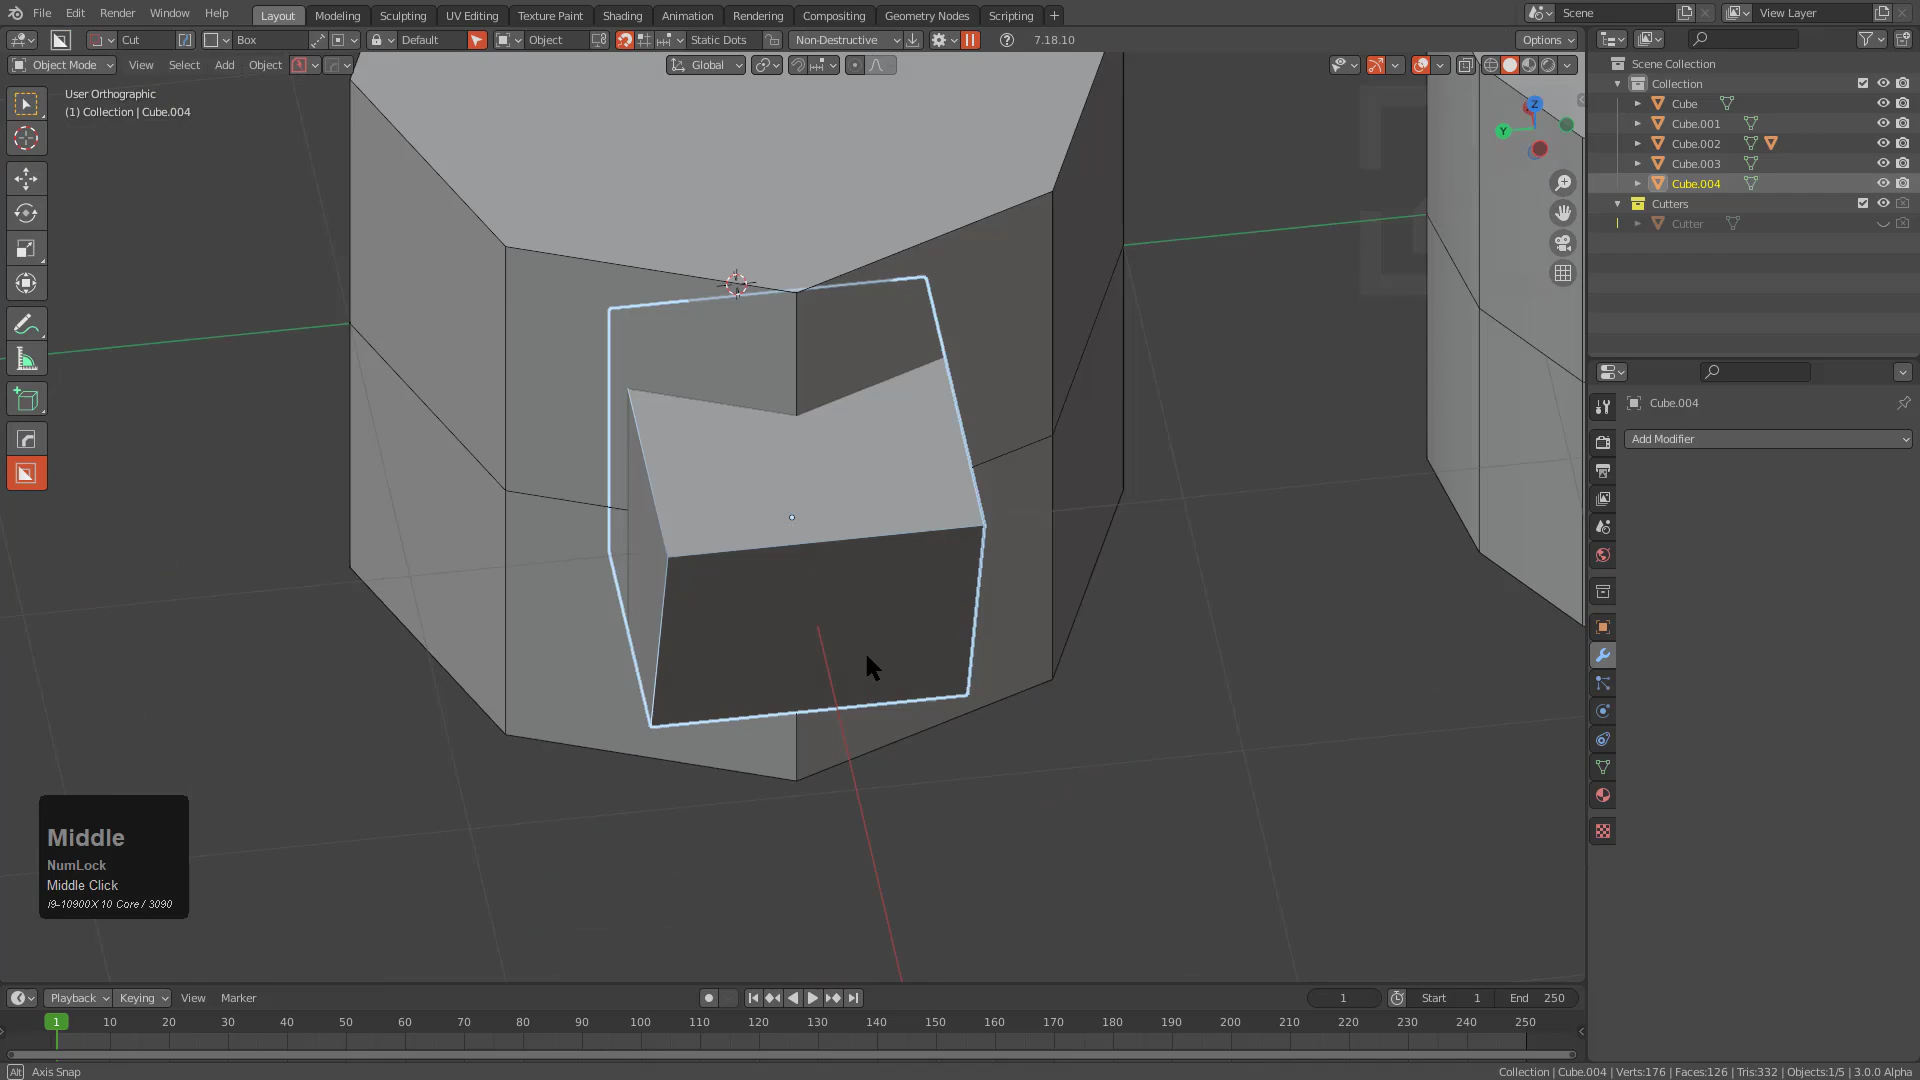 File Edit Render Window Help Layout Modeling Sculpting UV Editing Texture Paint Shading Animation Rendering Compositing Geometry Nodes Scripting + Scene View Layer
Cut Box Default Object Static Dots Non-Destructive 7.18.10 Options
Object Mode View Select Add Object Global
User Orthographic
(1) Collection | Cube.004
Z
Y
Scene Collection
Collection
Cube
Cube.001
Cube.002
Cube.003
Cube.004
Cutters
Cutter
Cube.004
Add Modifier
Middle
NumLock
Middle Click
i9-10900X 10 Core / 3090
Playback Keying View Marker 1 Start 1 End 250
1 10 20 30 40 50 60 70 80 90 100 110 120 130 140 150 160 170 180 190 200 210 220 230 240 250
Alt Axis Snap Collection | Cube.004 | Verts:176 | Faces:126 | Tris:332 | Objects:1/5 | 3.0.0 Alpha